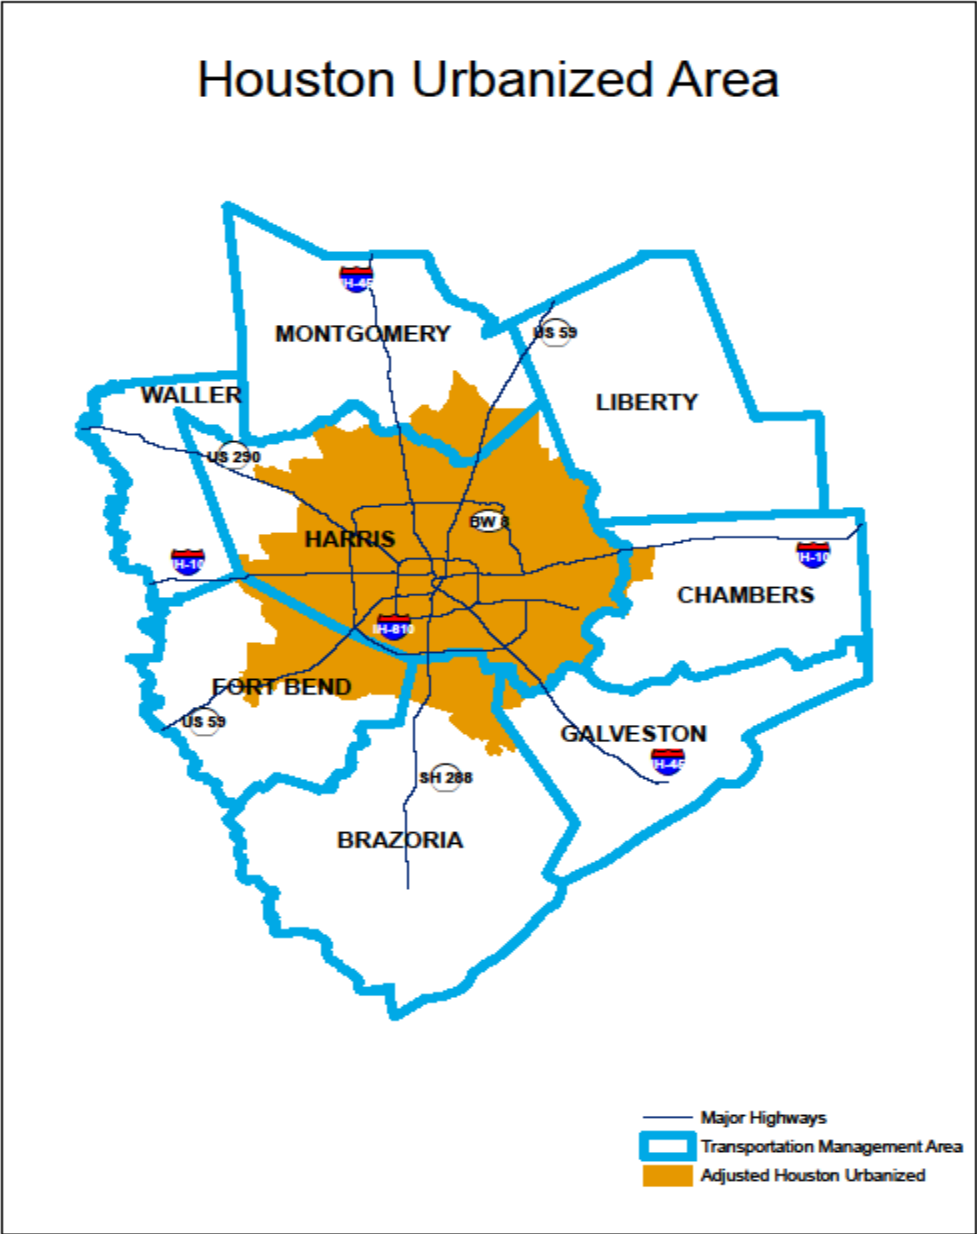 Houston Urbanized Area
IH-45
MONTGOMERY
US 59
WALLER
LIBERTY
US 290
BW 8
HARRIS
IH-10
IH-10
CHAMBERS
IH-610
FORT BEND
US 59
GALVESTON
IH-45
SH 288
BRAZORIA
Major Highways
Transportation Management Area
Adjusted Houston Urbanized